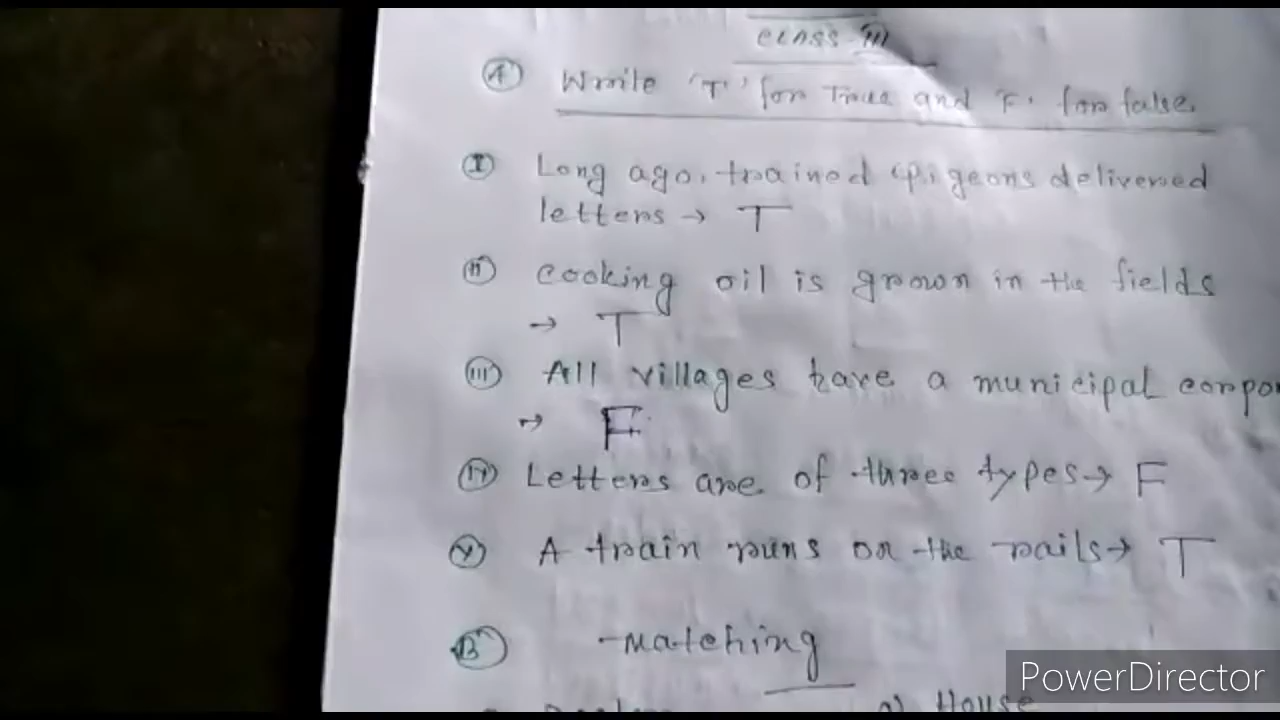 CLASS III
A Write 'T' for True and 'F' for false.
I Long ago, trained pigeons delivered
letters → T
II Cooking oil is grown in the fields
→ T
III All villages have a municipal corpo
→ F
IV Letters are of three types → F
V A train runs on the rails → T
B Matching
a) House
PowerDirector